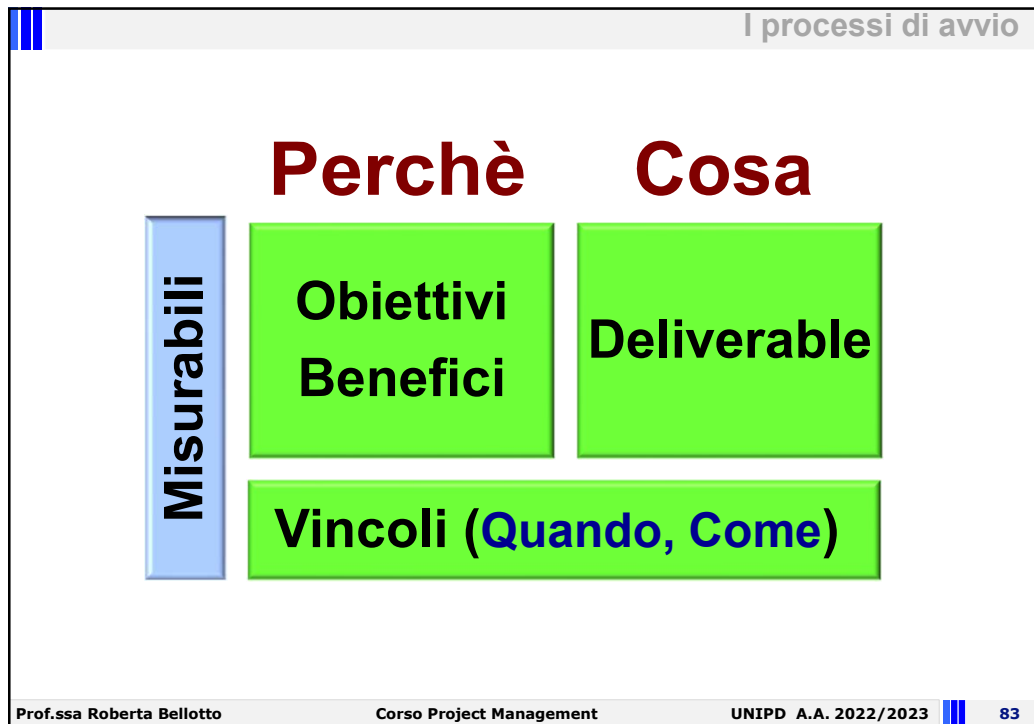 I processi di avvio
Perchè Cosa
Misurabili
Obiettivi
Benefici
Deliverable
Vincoli (Quando, Come)
Prof.ssa Roberta Bellotto Corso Project Management UNIPD A.A. 2022/2023 83